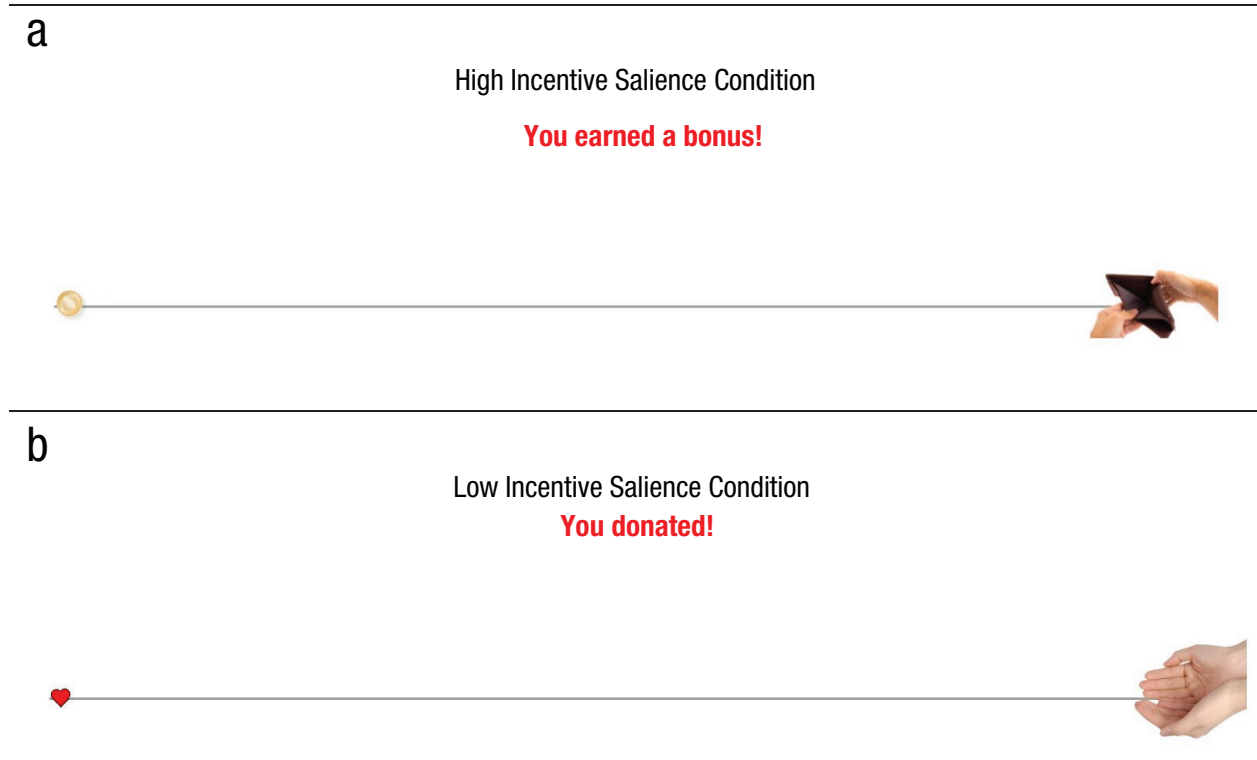 a
High Incentive Salience Condition
You earned a bonus!
b
Low Incentive Salience Condition
You donated!